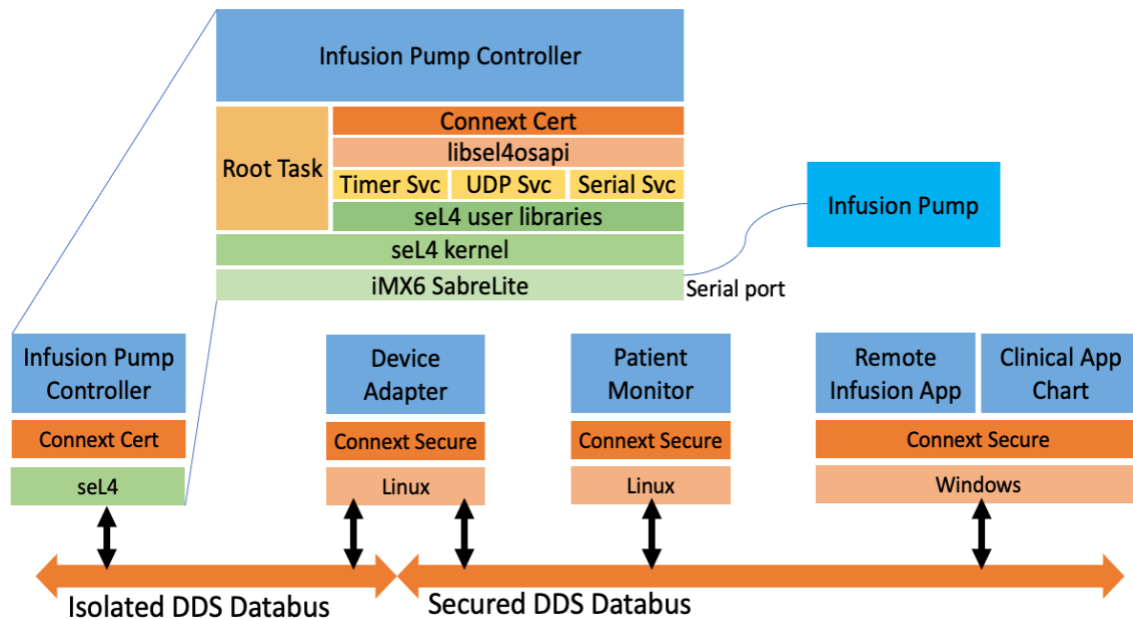 Infusion Pump Controller
Connext Cert
Root Task
libsel4osapi
Timer Svc
UDP Svc
Serial Svc
seL4 user libraries
seL4 kernel
iMX6 SabreLite
Infusion Pump
Serial port
Infusion Pump
Controller
Connext Cert
seL4
Device
Adapter
Connext Secure
Linux
Patient
Monitor
Connext Secure
Linux
Remote
Infusion App
Clinical App
Chart
Connext Secure
Windows
Isolated DDS Databus
Secured DDS Databus